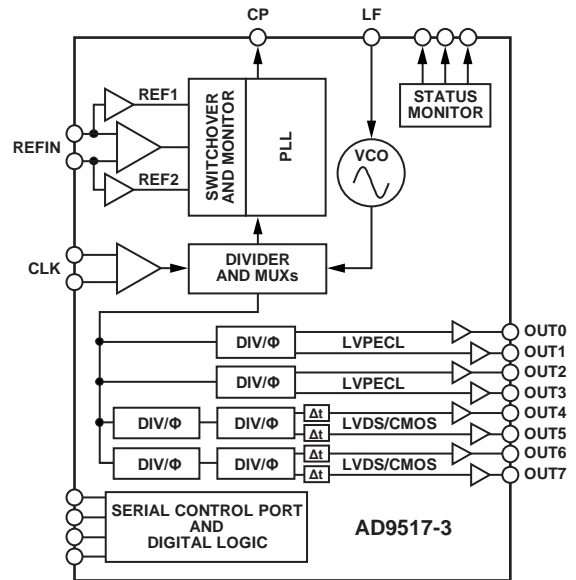 CP
LF
REF1
STATUS
MONITOR
REFIN
SWITCHOVER
AND MONITOR
PLL
VCO
REF2
DIVIDER
AND MUXs
CLK
DIV/Φ
LVPECL
OUT0
OUT1
DIV/Φ
LVPECL
OUT2
OUT3
DIV/Φ
DIV/Φ
Δt
Δt
LVDS/CMOS
OUT4
OUT5
DIV/Φ
DIV/Φ
Δt
Δt
LVDS/CMOS
OUT6
OUT7
SERIAL CONTROL PORT
AND
DIGITAL LOGIC
AD9517-3